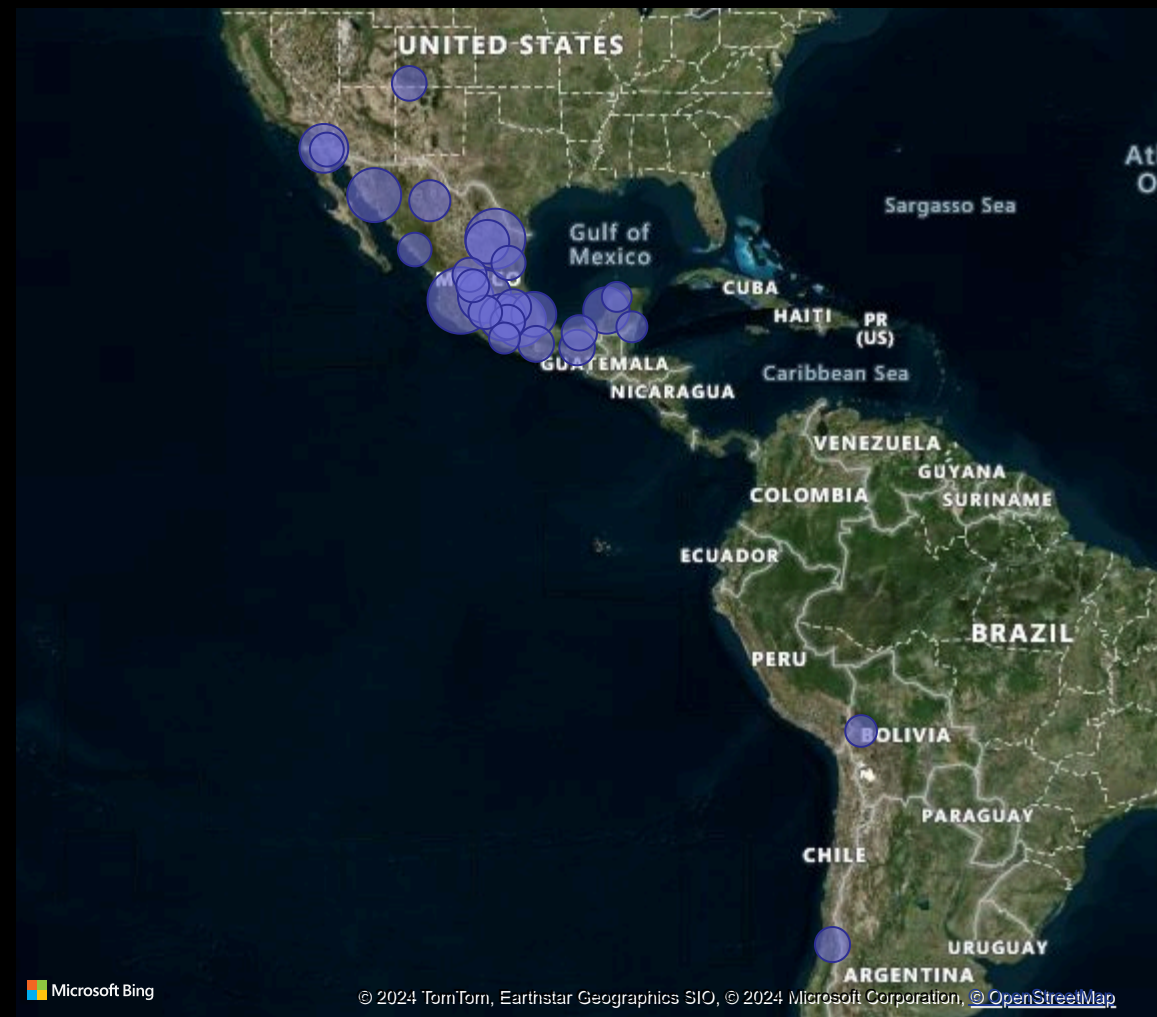 UNITED STATES
At
O
Sargasso Sea
Gulf of
Mexico
CUBA
HAITI
PR
(US)
GUATEMALA
Caribbean Sea
NICARAGUA
VENEZUELA
GUYANA
COLOMBIA
SURINAME
ECUADOR
BRAZIL
PERU
BOLIVIA
PARAGUAY
CHILE
URUGUAY
ARGENTINA
Microsoft Bing
© 2024 TomTom, Earthstar Geographics SIO, © 2024 Microsoft Corporation, © OpenStreetMap